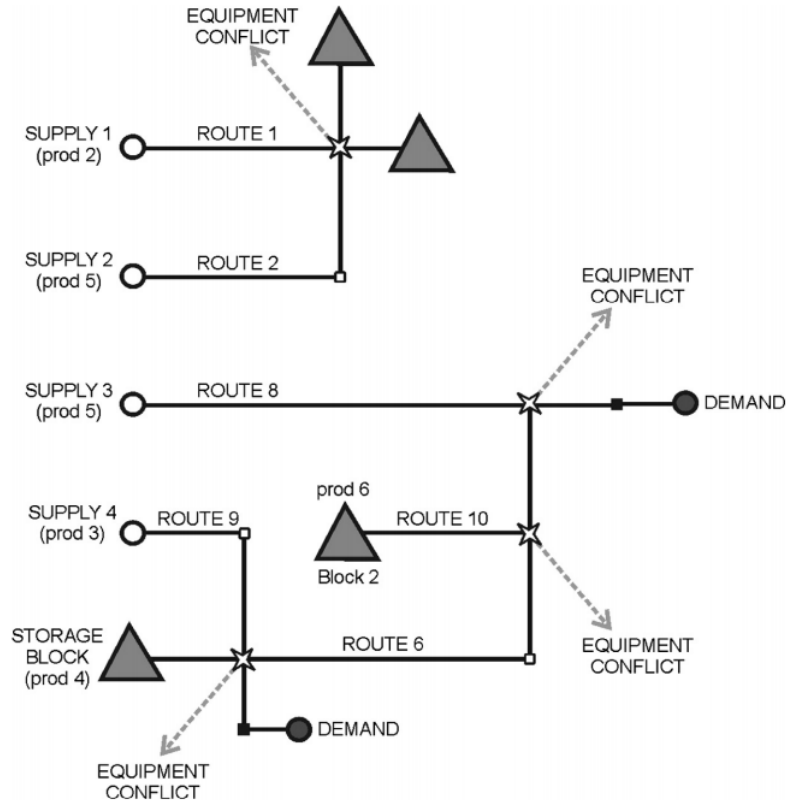 EQUIPMENT
CONFLICT
SUPPLY 1
(prod 2)
ROUTE 1
SUPPLY 2
(prod 5)
ROUTE 2
EQUIPMENT
CONFLICT
SUPPLY 3
(prod 5)
ROUTE 8
DEMAND
SUPPLY 4
(prod 3)
ROUTE 9
prod 6
ROUTE 10
Block 2
STORAGE
BLOCK
(prod 4)
ROUTE 6
EQUIPMENT
CONFLICT
DEMAND
EQUIPMENT
CONFLICT